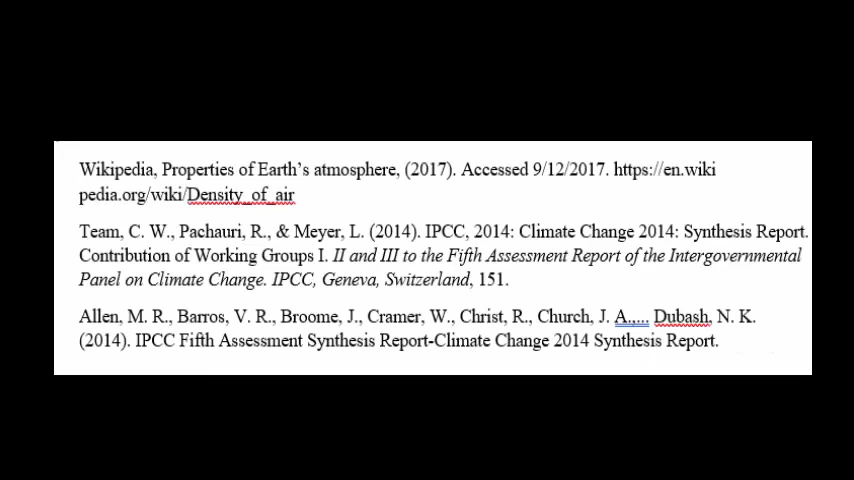 Wikipedia, Properties of Earth’s atmosphere, (2017). Accessed 9/12/2017. https://en.wiki
pedia.org/wiki/Density_of_air
Team, C. W., Pachauri, R., & Meyer, L. (2014). IPCC, 2014: Climate Change 2014: Synthesis Report.
Contribution of Working Groups I. II and III to the Fifth Assessment Report of the Intergovernmental
Panel on Climate Change. IPCC, Geneva, Switzerland, 151.
Allen, M. R., Barros, V. R., Broome, J., Cramer, W., Christ, R., Church, J. A.,... Dubash, N. K.
(2014). IPCC Fifth Assessment Synthesis Report-Climate Change 2014 Synthesis Report.